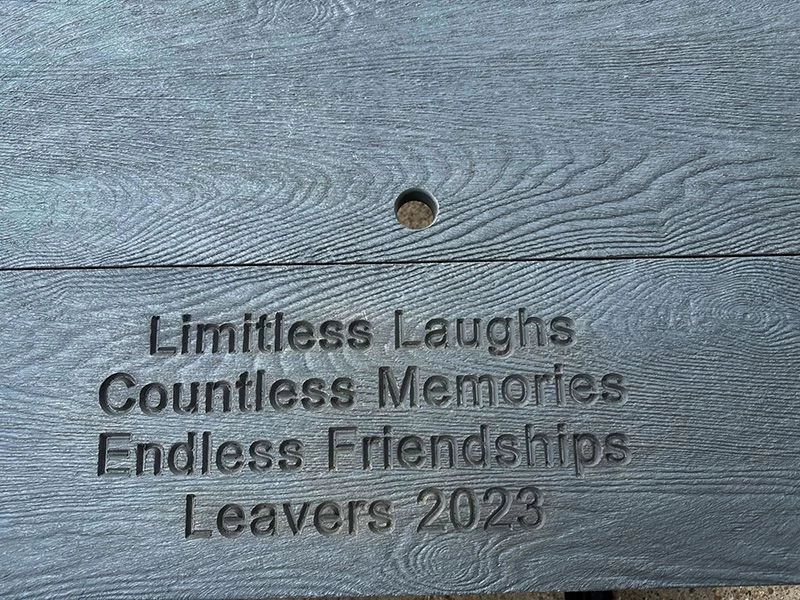 Limitless Laughs
Countless Memories
Endless Friendships
Leavers 2023